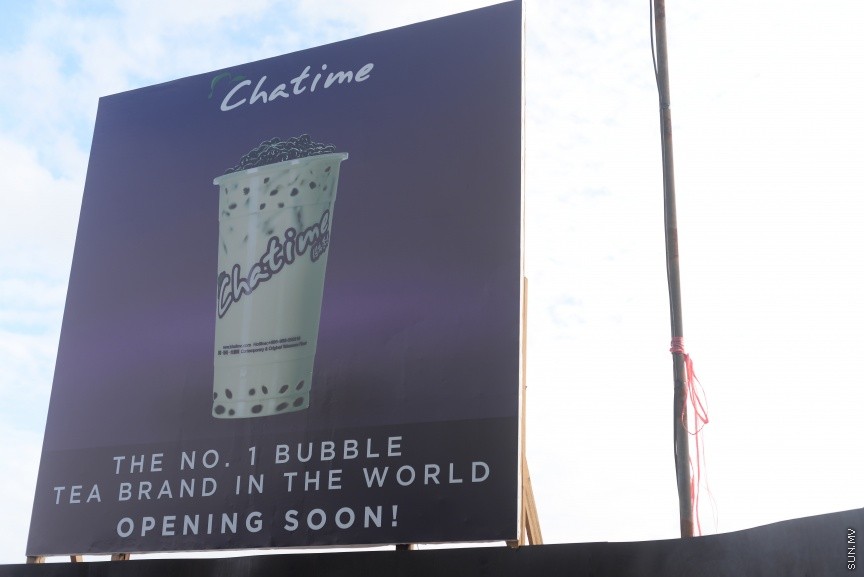 Chatime
Chatime
THE NO. 1 BUBBLE
TEA BRAND IN THE WORLD
OPENING SOON!
SUN.MV